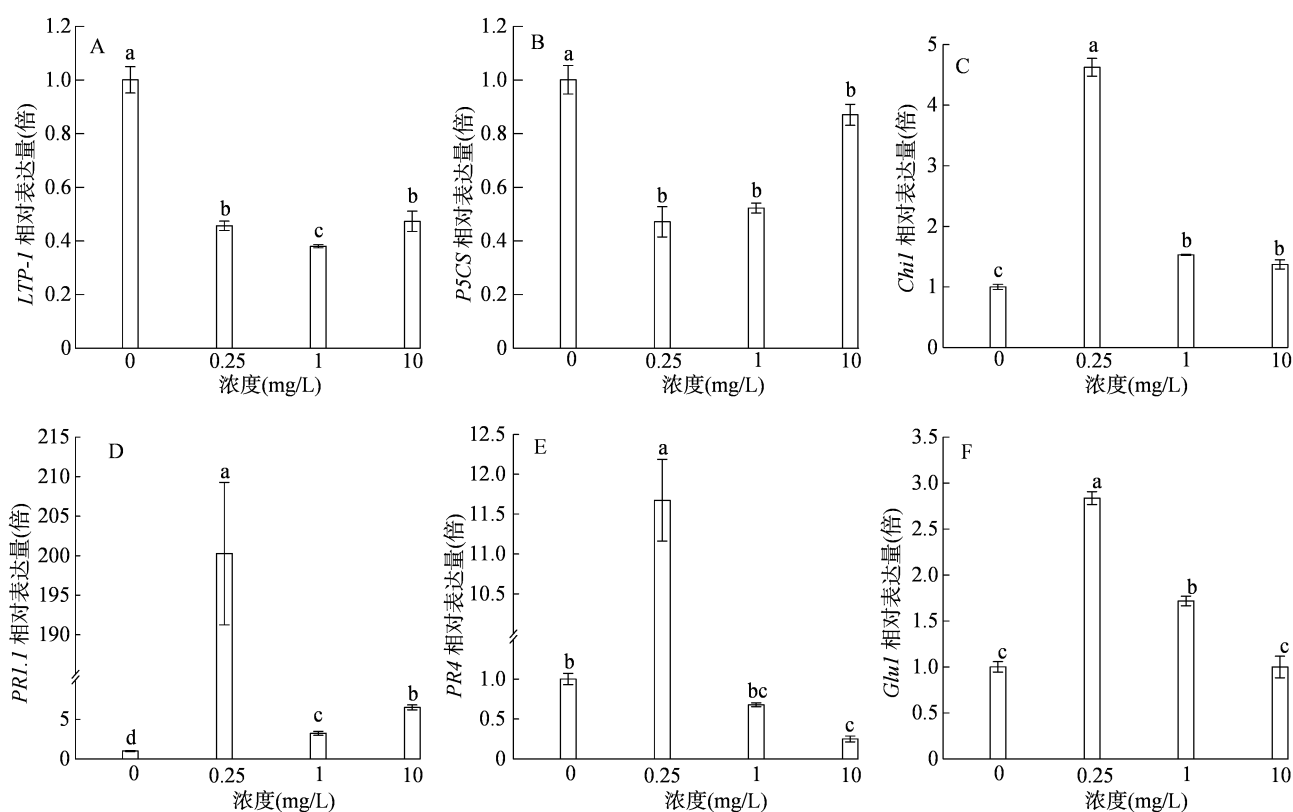 A
LTP-1 相对表达量(倍)
1.2
1.0
0.8
0.6
0.4
0.2
0
a
b
c
b
0
0.25
1
10
浓度(mg/L)
B
P5CS 相对表达量(倍)
1.2
1.0
0.8
0.6
0.4
0.2
0
a
b
b
b
0
0.25
1
10
浓度(mg/L)
C
Chi1 相对表达量(倍)
5
4
3
2
1
0
c
a
b
b
0
0.25
1
10
浓度(mg/L)
D
PR1.1 相对表达量(倍)
215
210
205
200
195
190
5
0
d
a
c
b
0
0.25
1
10
浓度(mg/L)
E
PR4 相对表达量(倍)
12.5
12.0
11.5
11.0
10.5
1.0
0.5
0
b
a
bc
c
0
0.25
1
10
浓度(mg/L)
F
Glu1 相对表达量(倍)
3.5
3.0
2.5
2.0
1.5
1.0
0.5
0
c
a
b
c
0
0.25
1
10
浓度(mg/L)